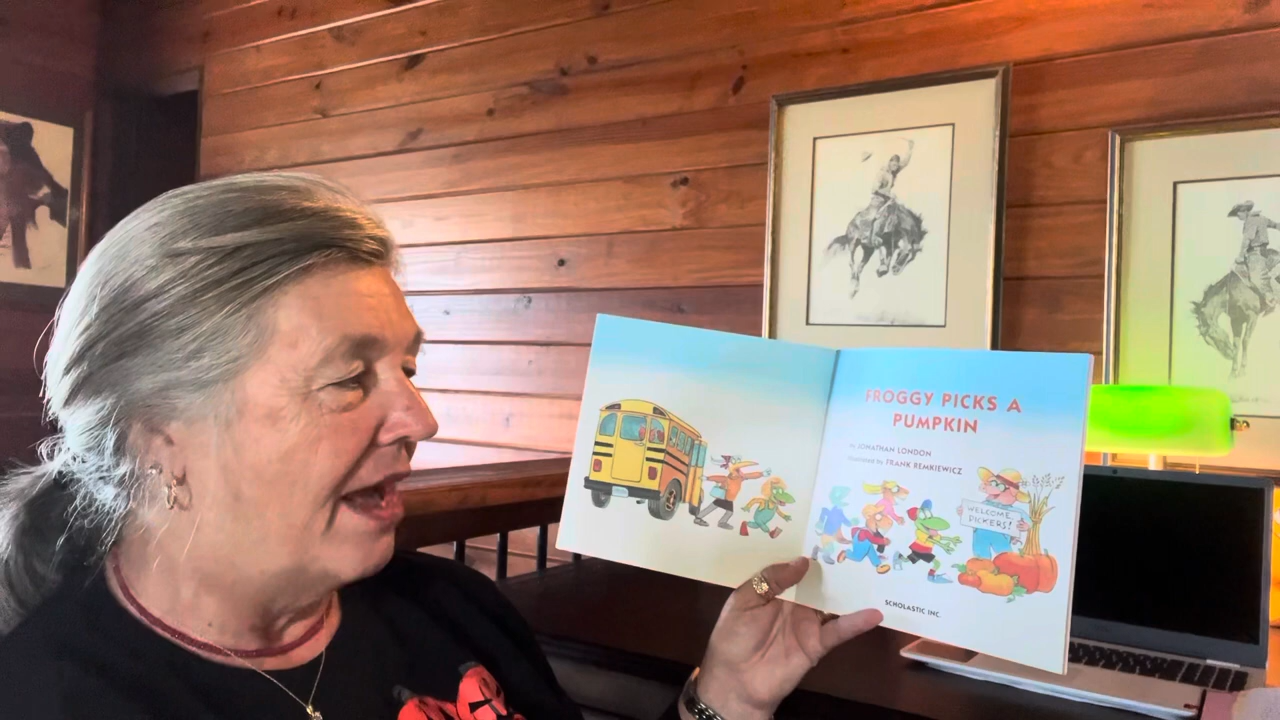 FROGGY PICKS A
PUMPKIN
by JONATHAN LONDON
illustrated by FRANK REMKIEWICZ
WELCOME
PICKERS!
SCHOLASTIC INC.